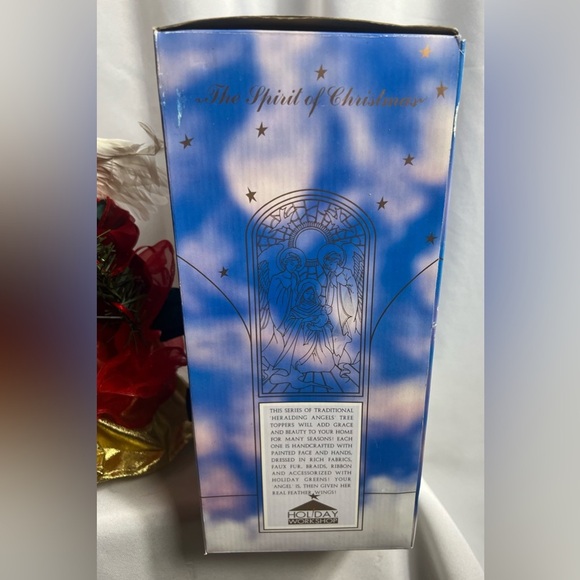 The Spirit of Christmas
THIS SERIES OF TRADITIONAL
'HERALDING ANGELS' TREE
TOPPERS WILL ADD GRACE
AND BEAUTY TO YOUR HOME
FOR MANY SEASONS! EACH
ONE IS HANDCRAFTED WITH
PAINTED FACE AND HANDS,
DRESSED IN RICH FABRICS,
FAUX FUR, BRAIDS, RIBBON
AND ACCESSORIZED WITH
HOLIDAY GREENS! YOUR
'ANGEL' IS THEN GIVEN HER
REAL FEATHER WINGS!
HOLIDAY
WORKSHOP